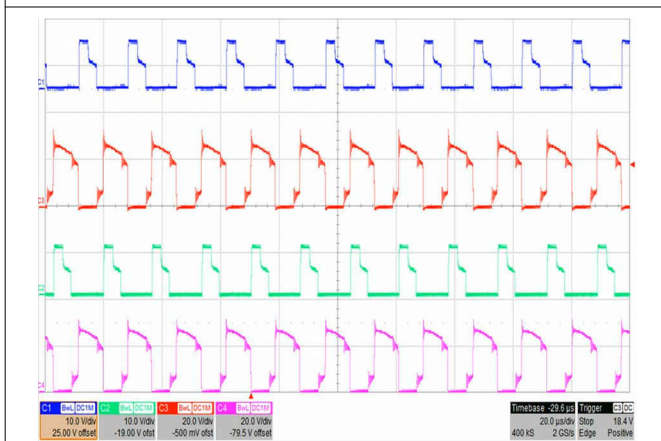 C1
C3
C2
C4
C1 BwL DC1M
10.0 V/div
25.00 V offset
C2 BwL DC1M
10.0 V/div
-19.00 V ofst
C3 BwL DC1M
20.0 V/div
-500 mV ofst
C4 BwL DC1M
20.0 V/div
-79.5 V offset
Timebase -29.6 µs
20.0 µs/div
400 kS 2 GS/s
Trigger C3 DC
Stop 18.4 V
Edge Positive